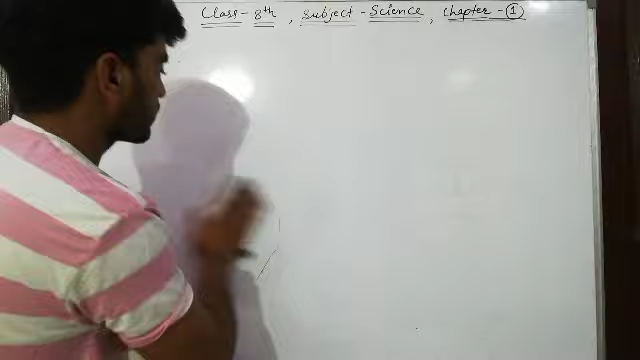 Class - 8th, Subject - Science, Chapter - 1